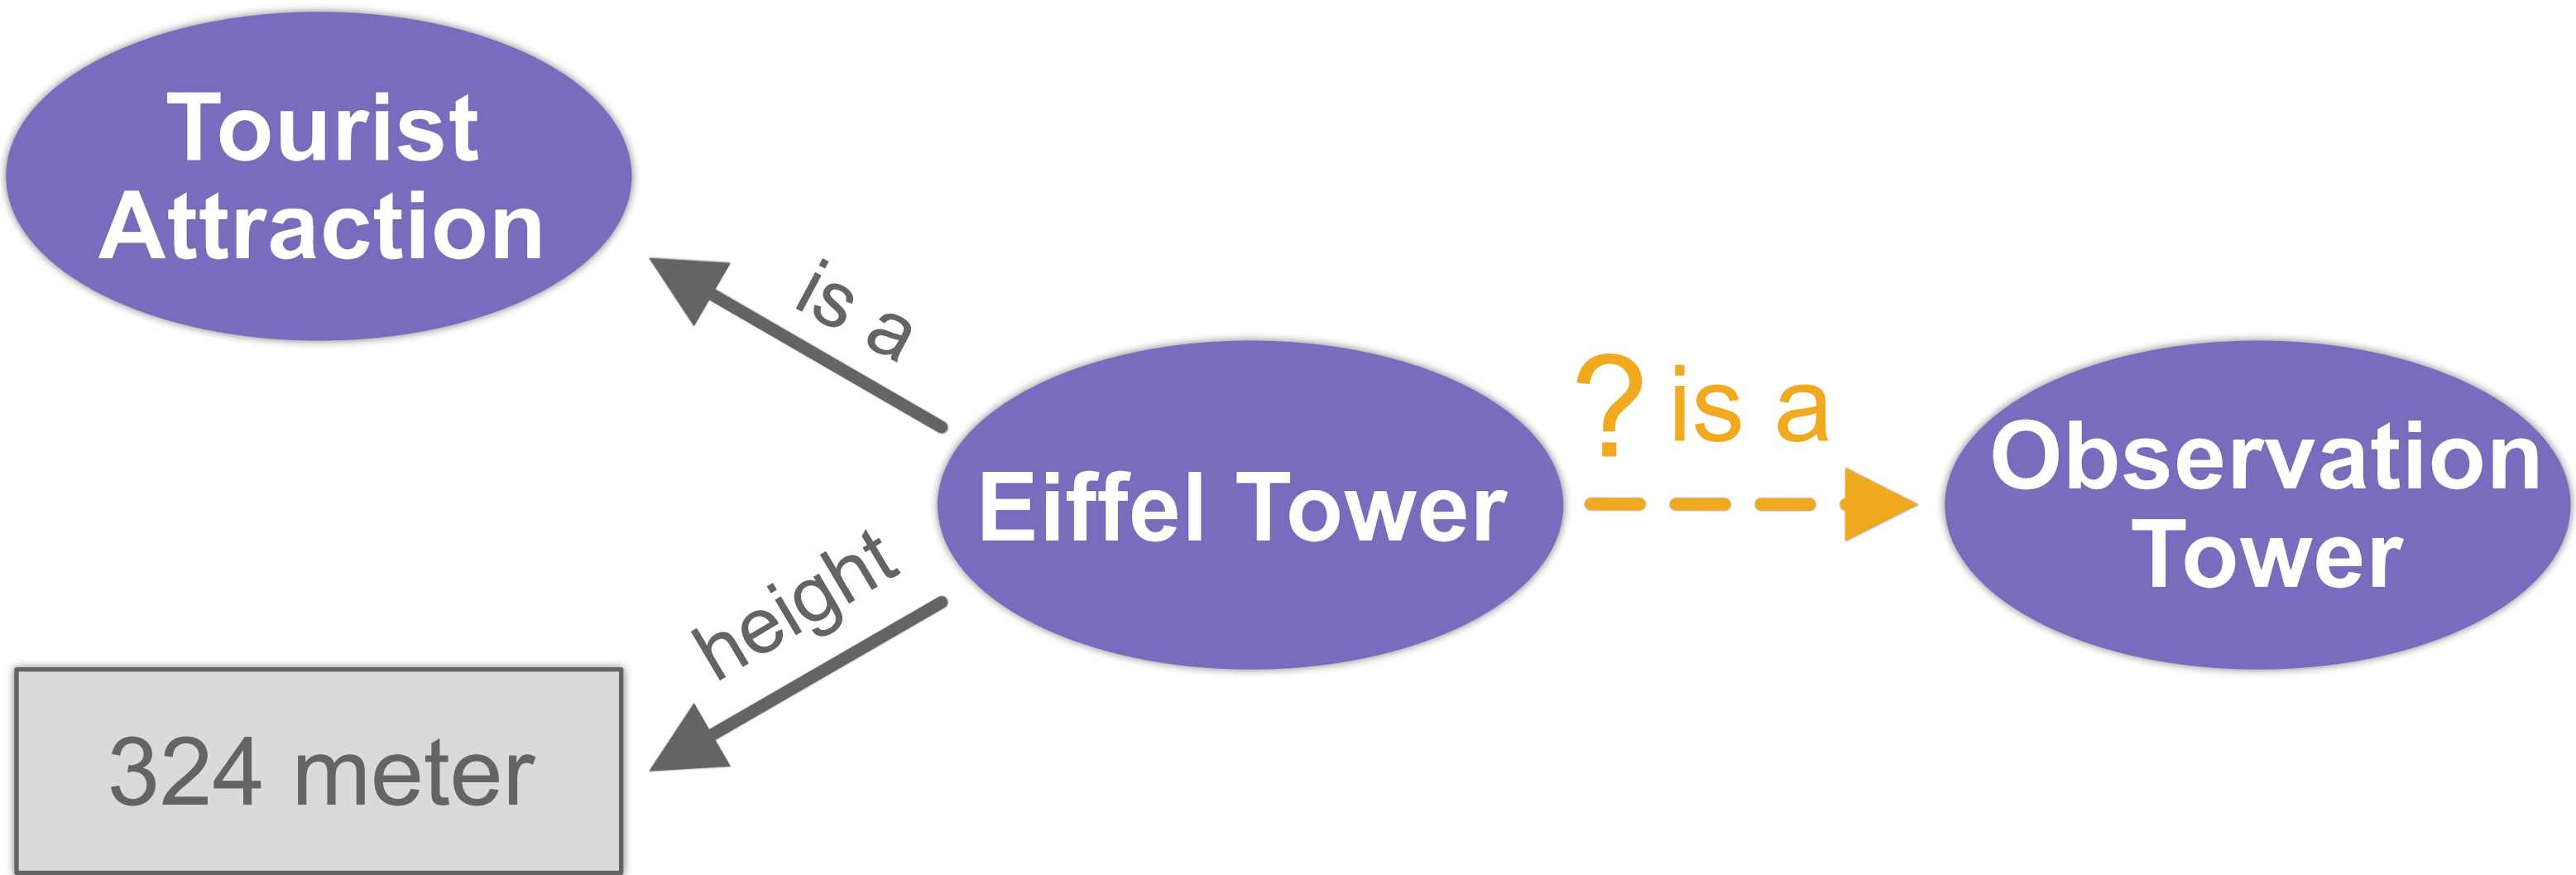 Tourist
Attraction
is a
Eiffel Tower
? is a
Observation
Tower
height
324 meter